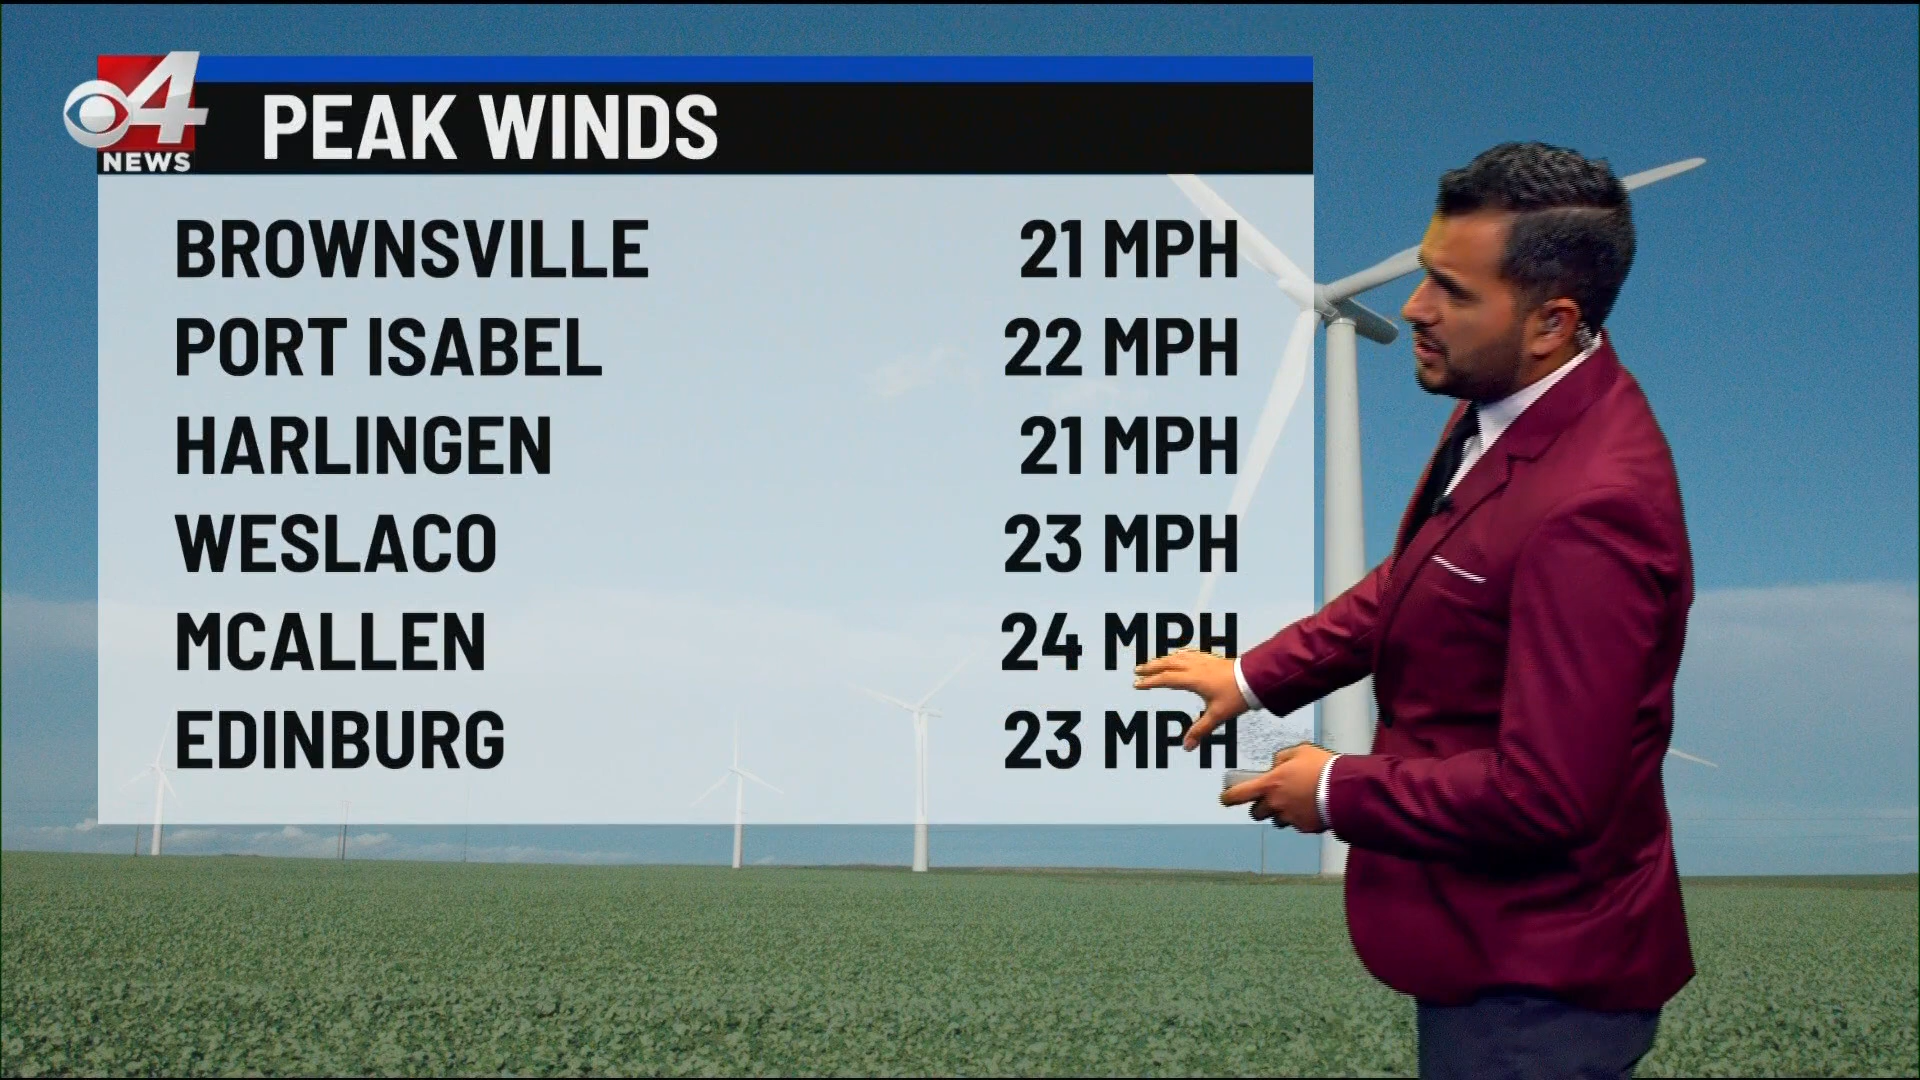 4
NEWS
PEAK WINDS
BROWNSVILLE 21 MPH
PORT ISABEL 22 MPH
HARLINGEN 21 MPH
WESLACO 23 MPH
MCALLEN 24 MPH
EDINBURG 23 MPH